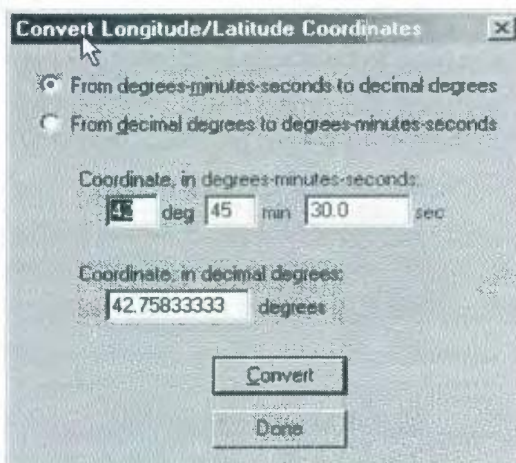 Convert Longitude/Latitude Coordinates
From degrees-minutes-seconds to decimal degrees
From decimal degrees to degrees-minutes-seconds
Coordinate, in degrees-minutes-seconds:
deg 45 min 30.0 sec
Coordinate, in decimal degrees:
42.75833333 degrees
Convert
Done